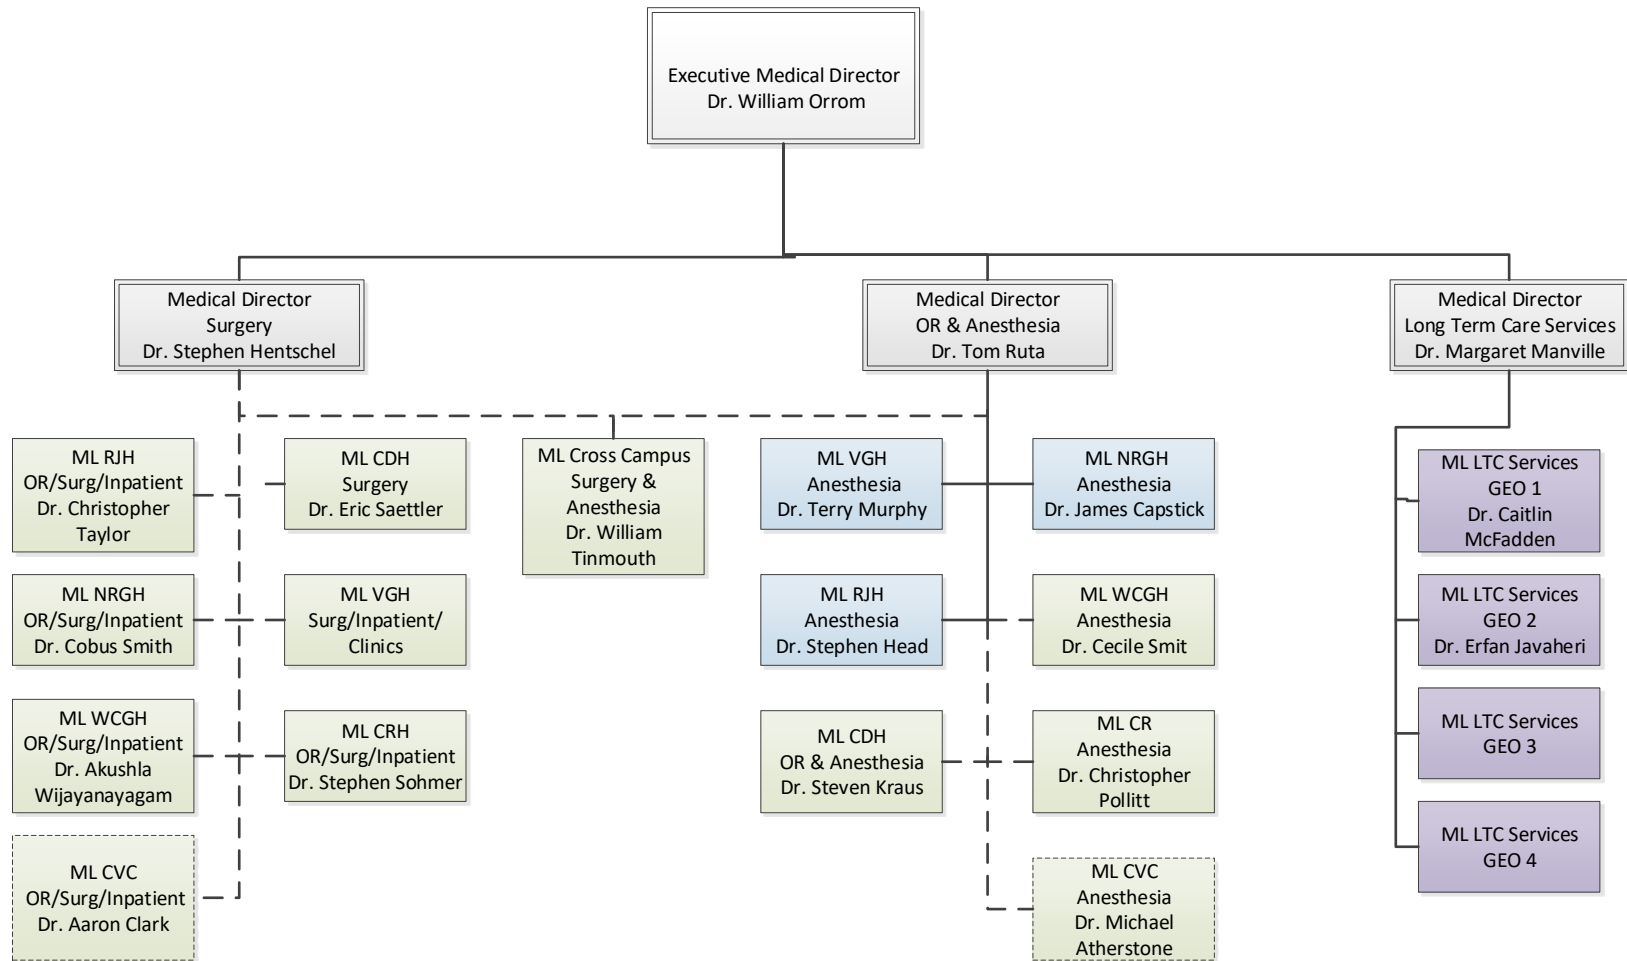 Executive Medical Director
Dr. William Orrom
Medical Director
Surgery
Dr. Stephen Hentschel
Medical Director
OR & Anesthesia
Dr. Tom Ruta
Medical Director
Long Term Care Services
Dr. Margaret Manville
ML RJH
OR/Surg/Inpatient
Dr. Christopher
Taylor
ML CDH
Surgery
Dr. Eric Saettler
ML Cross Campus
Surgery &
Anesthesia
Dr. William
Tinmouth
ML VGH
Anesthesia
Dr. Terry Murphy
ML NRGH
Anesthesia
Dr. James Capstick
ML LTC Services
GEO 1
Dr. Caitlin
McFadden
ML NRGH
OR/Surg/Inpatient
Dr. Cobus Smith
ML VGH
Surg/Inpatient/
Clinics
ML RJH
Anesthesia
Dr. Stephen Head
ML WCGH
Anesthesia
Dr. Cecile Smit
ML LTC Services
GEO 2
Dr. Erfan Javaheri
ML WCGH
OR/Surg/Inpatient
Dr. Akushla
Wijayanayagam
ML CRH
OR/Surg/Inpatient
Dr. Stephen Sohmer
ML CDH
OR & Anesthesia
Dr. Steven Kraus
ML CR
Anesthesia
Dr. Christopher
Pollitt
ML LTC Services
GEO 3
ML CVC
OR/Surg/Inpatient
Dr. Aaron Clark
ML CVC
Anesthesia
Dr. Michael
Atherstone
ML LTC Services
GEO 4